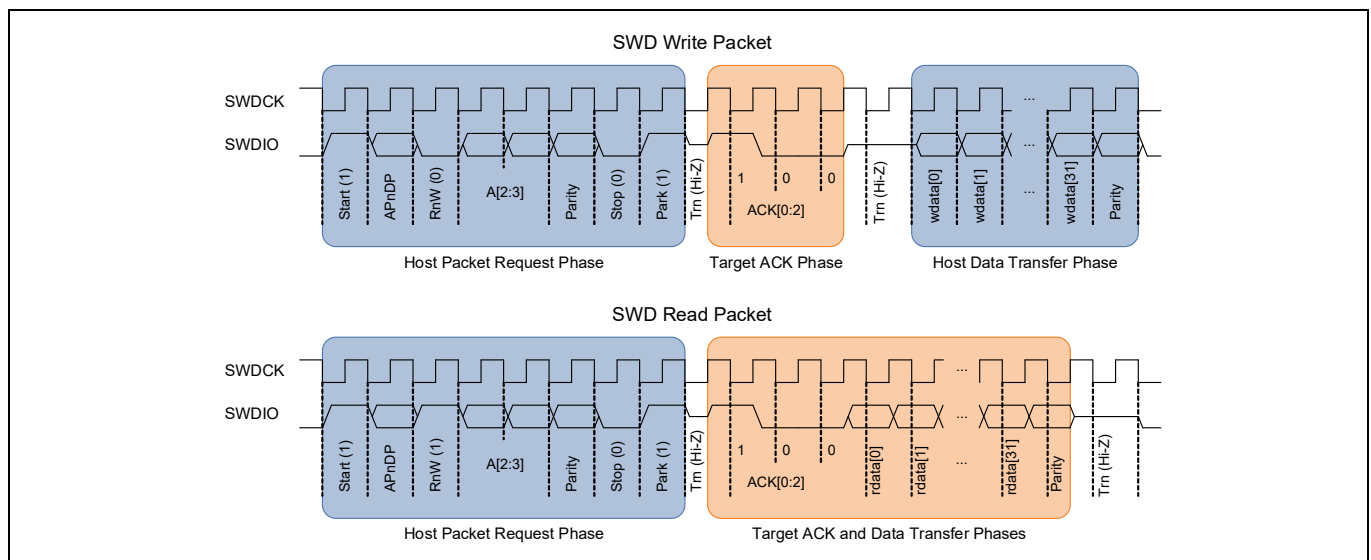 SWD Write Packet
SWDCK
...
SWDIO
...
Start (1)
APnDP
RnW (0)
A[2:3]
Parity
Stop (0)
Park (1)
Trn (Hi-Z)
1
0
0
ACK[0:2]
Trn (Hi-Z)
wdata[0]
wdata[1]
...
wdata[31]
Parity
Host Packet Request Phase
Target ACK Phase
Host Data Transfer Phase
SWD Read Packet
SWDCK
...
SWDIO
...
Start (1)
APnDP
RnW (1)
A[2:3]
Parity
Stop (0)
Park (1)
Trn (Hi-Z)
1
0
0
ACK[0:2]
rdata[0]
rdata[1]
...
rdata[31]
Parity
Trn (Hi-Z)
Host Packet Request Phase
Target ACK and Data Transfer Phases